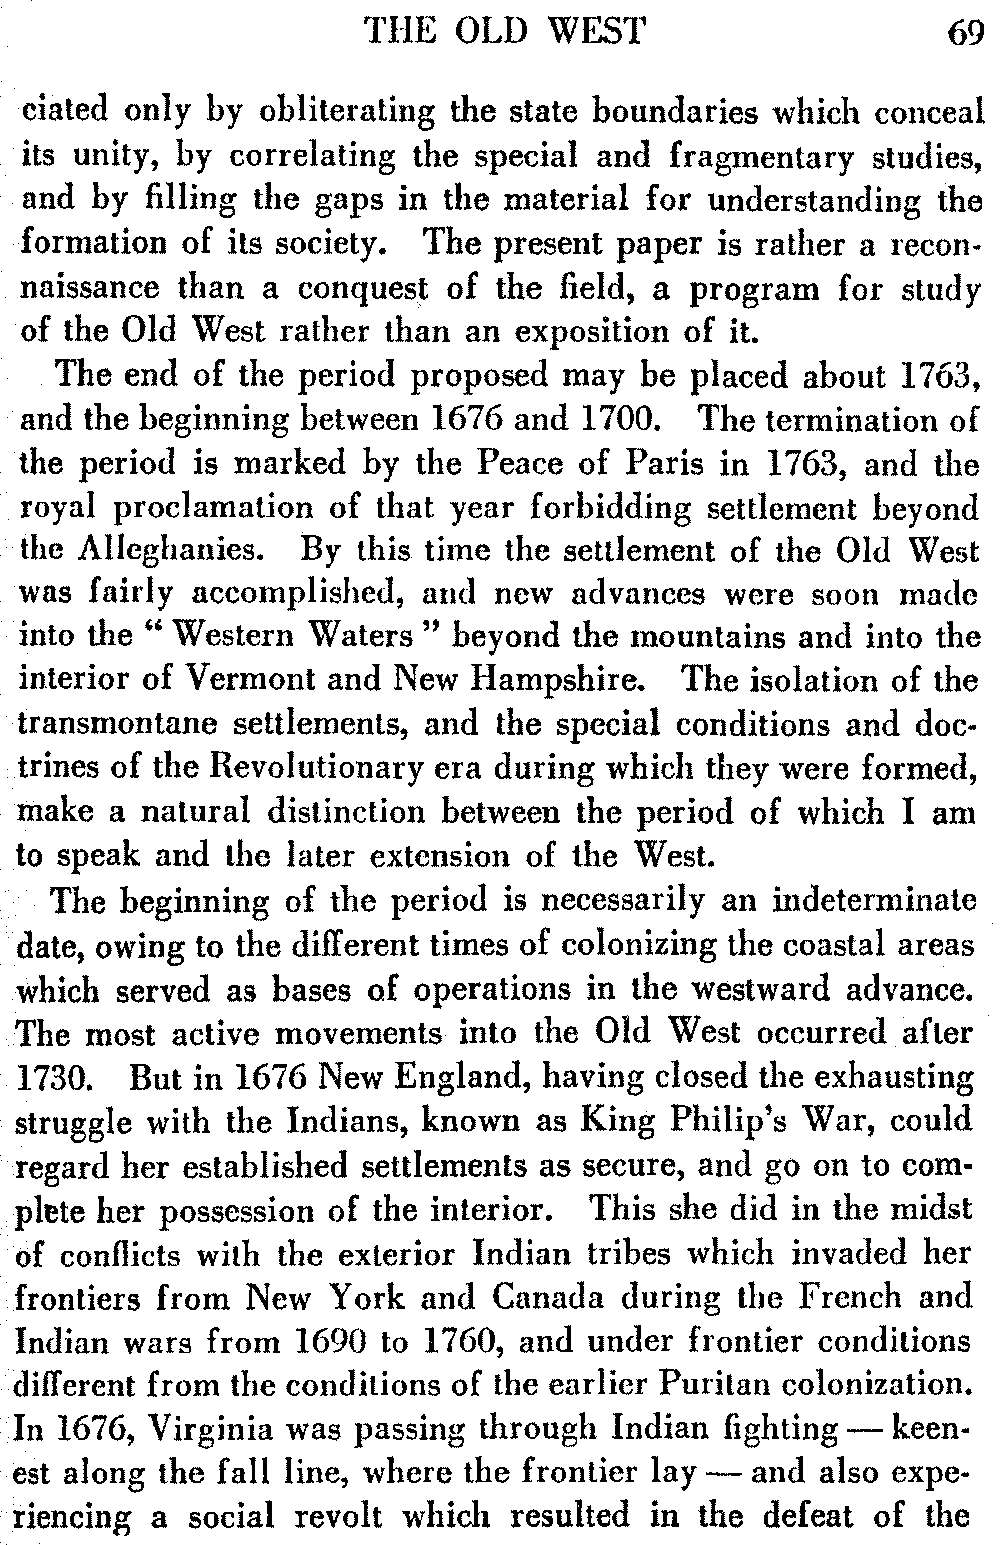 THE OLD WEST 69
ciated only by obliterating the state boundaries which conceal
its unity, by correlating the special and fragmentary studies,
and by filling the gaps in the material for understanding the
formation of its society. The present paper is rather a recon-
naissance than a conquest of the field, a program for study
of the Old West rather than an exposition of it.
The end of the period proposed may be placed about 1763,
and the beginning between 1676 and 1700. The termination of
the period is marked by the Peace of Paris in 1763, and the
royal proclamation of that year forbidding settlement beyond
the Alleghanies. By this time the settlement of the Old West
was fairly accomplished, and new advances were soon made
into the “ Western Waters ” beyond the mountains and into the
interior of Vermont and New Hampshire. The isolation of the
transmontane settlements, and the special conditions and doc-
trines of the Revolutionary era during which they were formed,
make a natural distinction between the period of which I am
to speak and the later extension of the West.
The beginning of the period is necessarily an indeterminate
date, owing to the different times of colonizing the coastal areas
which served as bases of operations in the westward advance.
The most active movements into the Old West occurred after
1730. But in 1676 New England, having closed the exhausting
struggle with the Indians, known as King Philip's War, could
regard her established settlements as secure, and go on to com-
plete her possession of the interior. This she did in the midst
of conflicts with the exterior Indian tribes which invaded her
frontiers from New York and Canada during the French and
Indian wars from 1690 to 1760, and under frontier conditions
different from the conditions of the earlier Puritan colonization.
In 1676, Virginia was passing through Indian fighting — keen-
est along the fall line, where the frontier lay — and also expe-
riencing a social revolt which resulted in the defeat of the